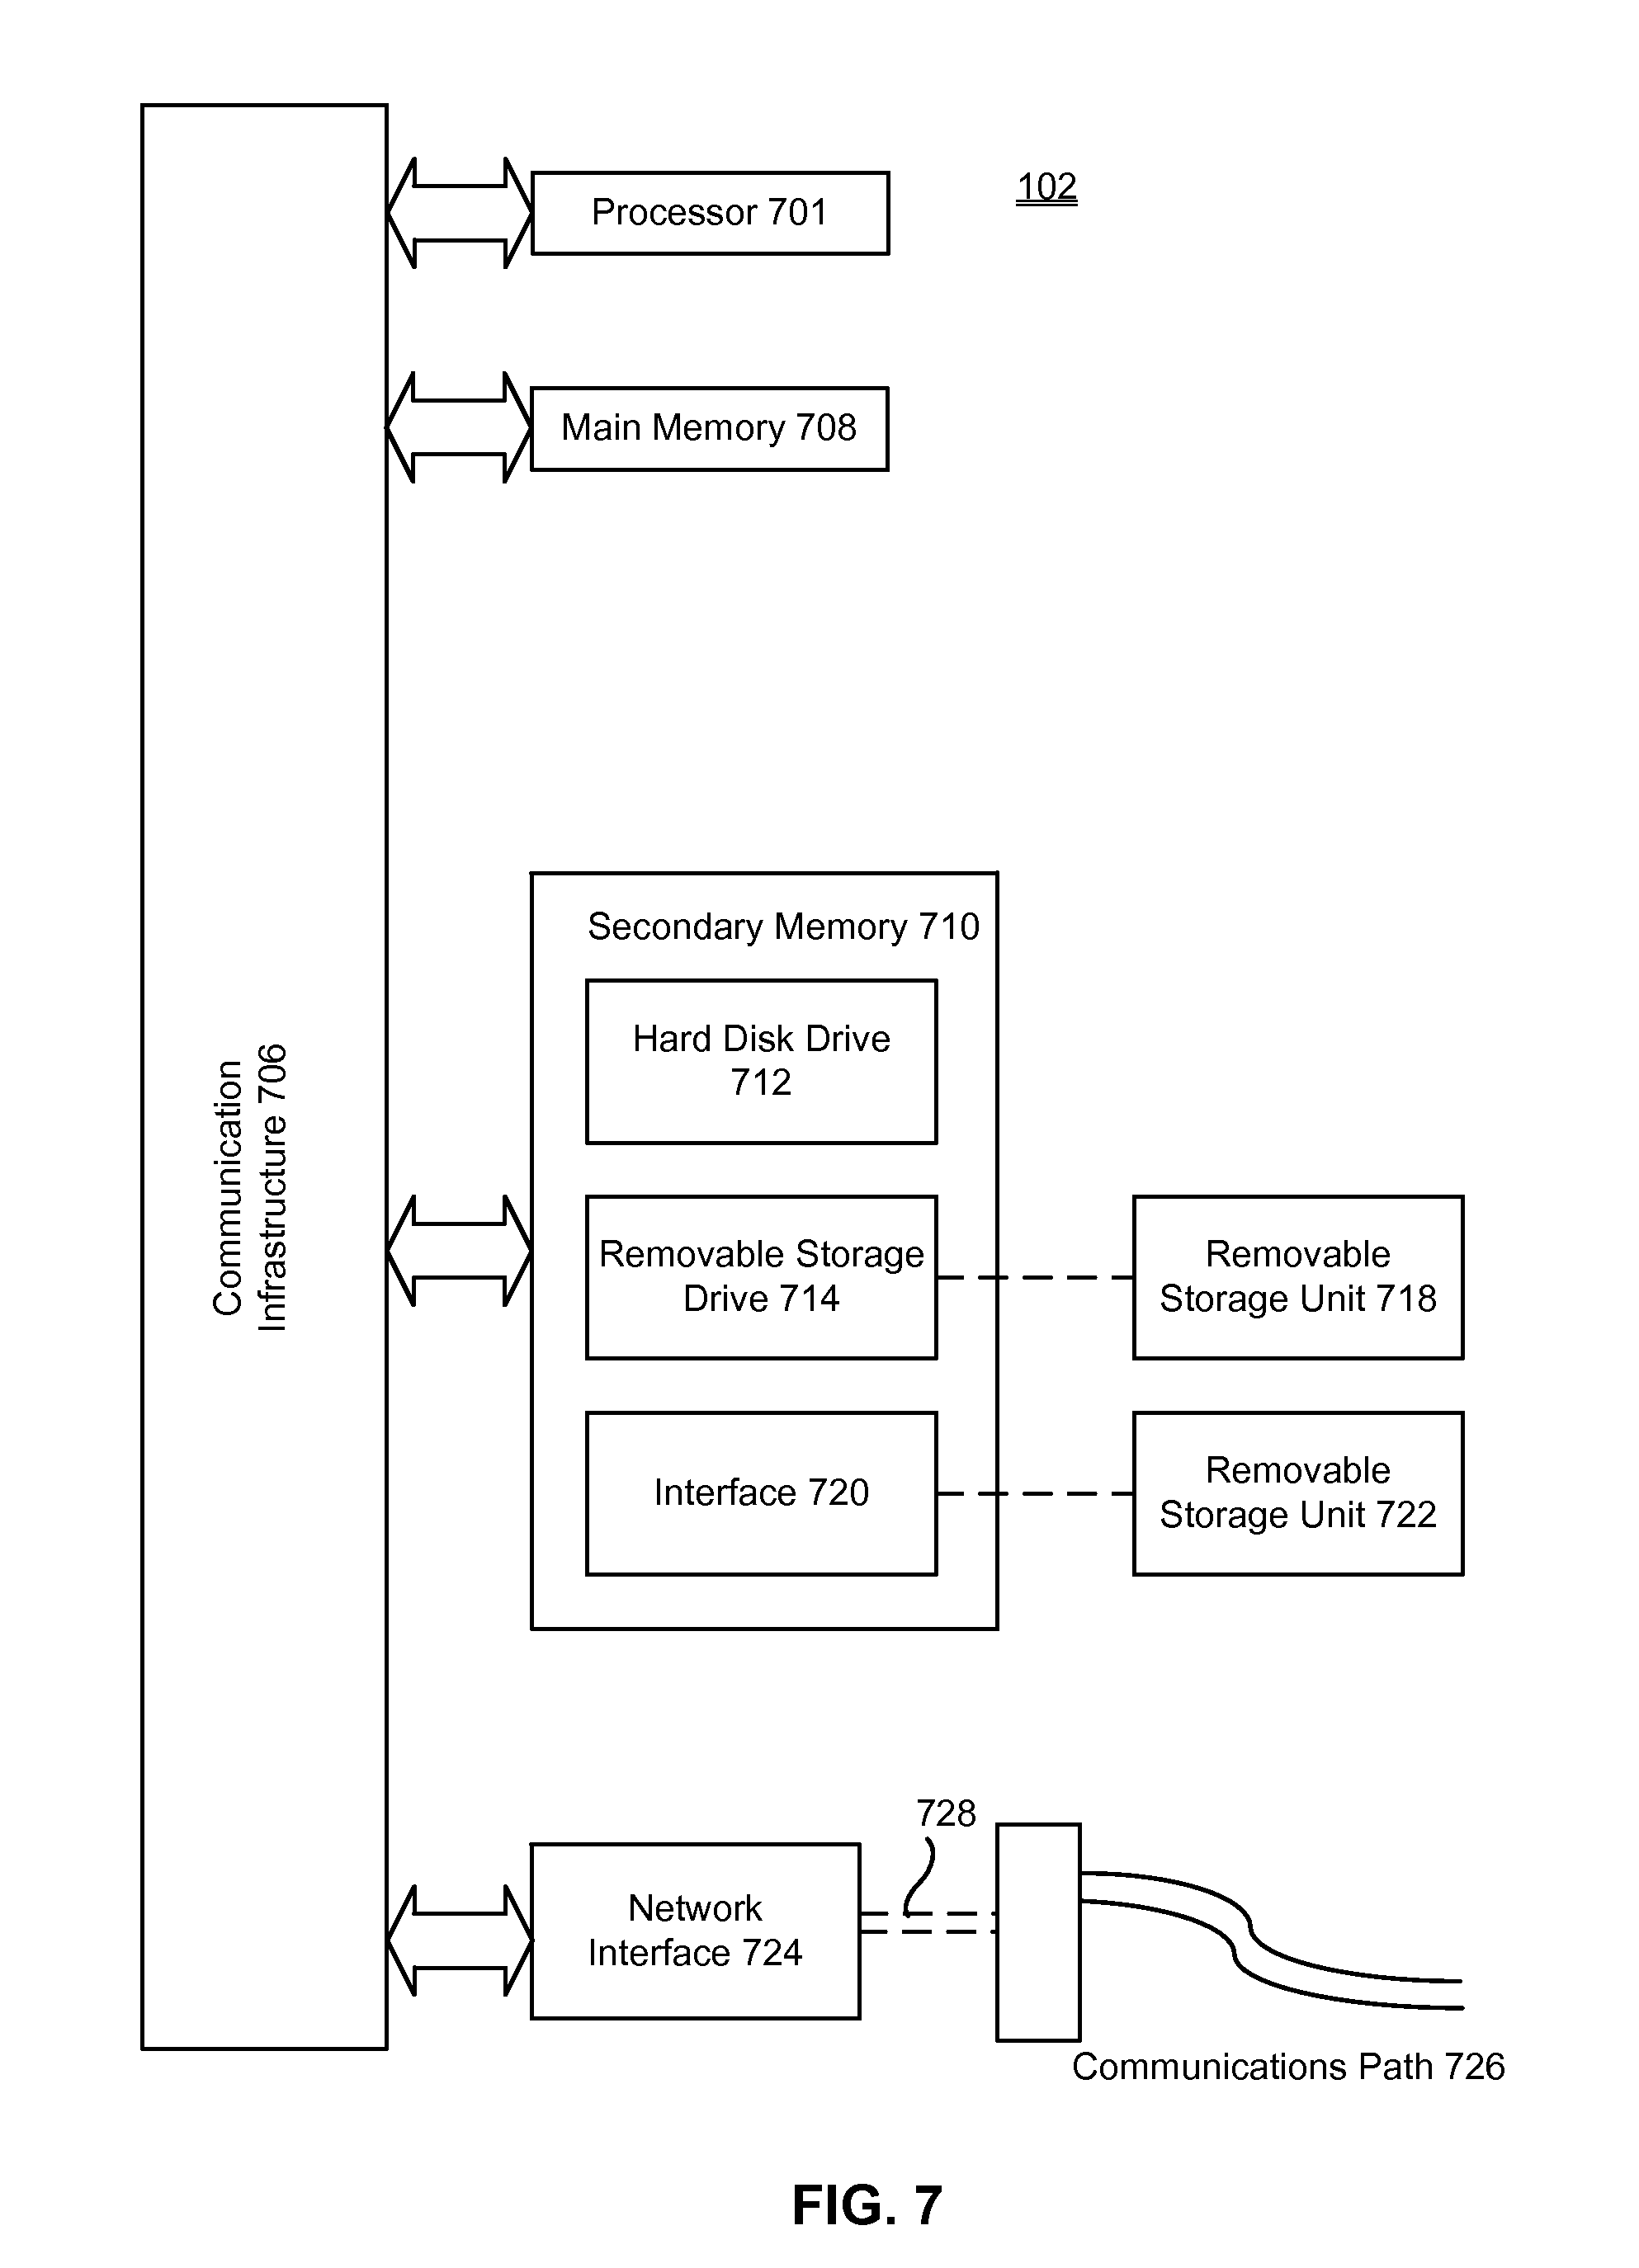 Processor 701
102
Main Memory 708
Communication
Infrastructure 706
Secondary Memory 710
Hard Disk Drive
712
Removable Storage
Drive 714
Removable
Storage Unit 718
Interface 720
Removable
Storage Unit 722
728
Network
Interface 724
Communications Path 726
FIG. 7